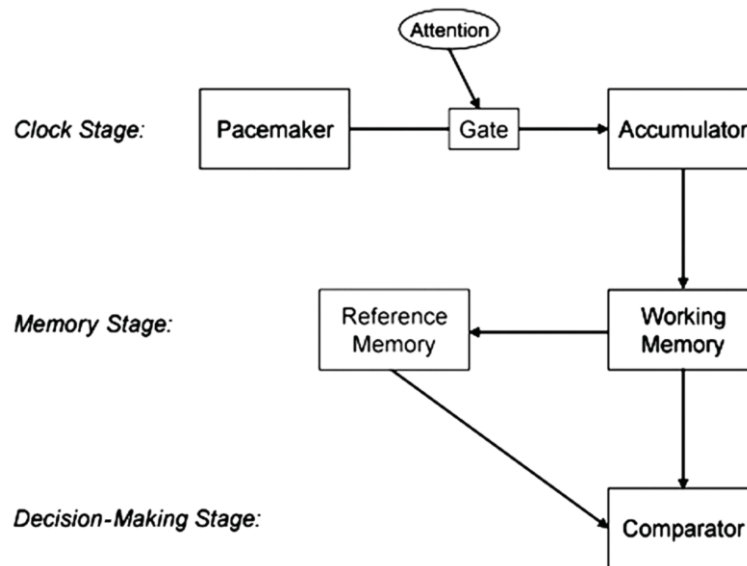 Attention
Clock Stage:
Pacemaker
Gate
Accumulator
Memory Stage:
Reference
Memory
Working
Memory
Decision-Making Stage:
Comparator